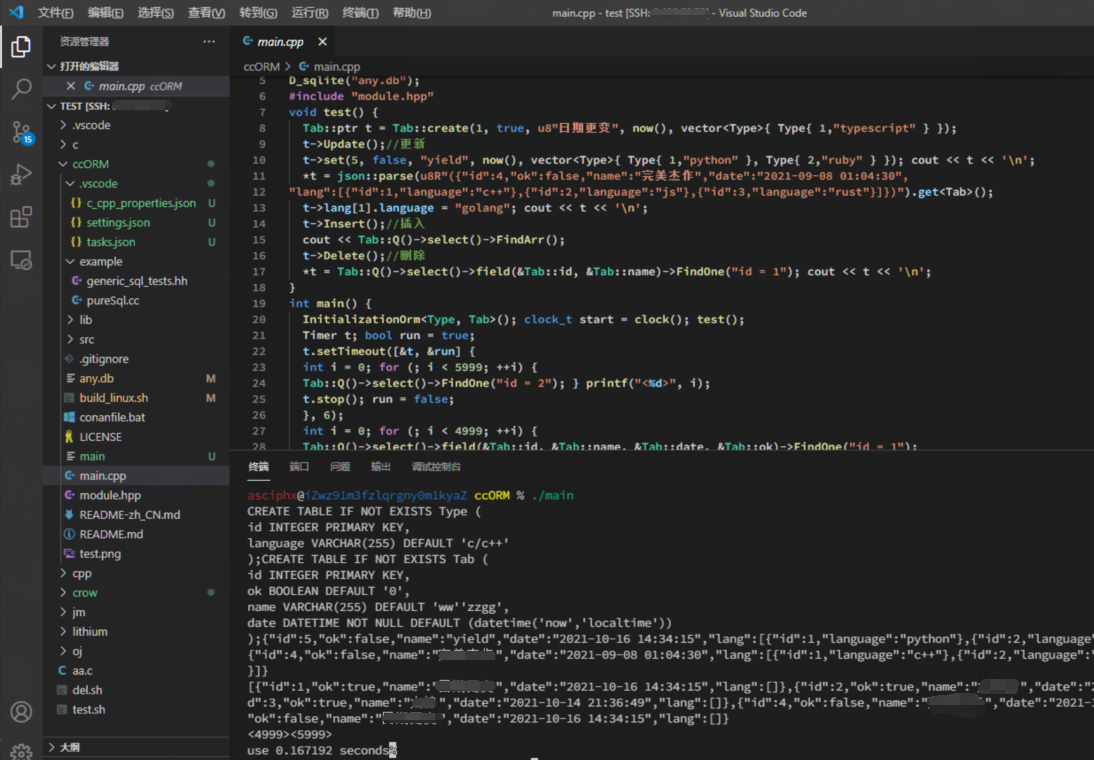 文件(F) 编辑(E) 选择(S) 查看(V) 转到(G) 运行(R) 终端(T) 帮助(H) main.cpp - test [SSH: ] - Visual Studio Code
资源管理器 ···
main.cpp ×
打开的编辑器
ccORM > main.cpp
× main.cpp ccORM
TEST [SSH:
.vscode
c
ccORM
.vscode
{} c_cpp_properties.json U
{} settings.json U
{} tasks.json U
example
generic_sql_tests.hh
pureSql.cc
lib
src
.gitignore
any.db M
build_linux.sh M
conanfile.bat
LICENSE
main U
main.cpp
module.hpp
README-zh_CN.md
README.md
test.png
cpp
crow
jm
lithium
oj
aa.c
del.sh
test.sh
大纲
15
5 D_sqlite("any.db");
6 #include "module.hpp"
7 void test() {
8 Tab::ptr t = Tab::create(1, true, u8"日期更变", now(), vector<Type>{ Type{ 1,"typescript" } });
9 t->Update();//更新
10 t->set(5, false, "yield", now(), vector<Type>{ Type{ 1,"python" }, Type{ 2,"ruby" } }); cout << t << '\n';
11 *t = json::parse(u8R"({"id":4,"ok":false,"name":"完美杰作","date":"2021-09-08 01:04:30",
12 "lang":[{"id":1,"language":"c++"},{"id":2,"language":"js"},{"id":3,"language":"rust"}]})").get<Tab>();
13 t->lang[1].language = "golang"; cout << t << '\n';
14 t->Insert();//插入
15 cout << Tab::Q()->select()->FindArr();
16 t->Delete();//删除
17 *t = Tab::Q()->select()->field(&Tab::id, &Tab::name)->FindOne("id = 1"); cout << t << '\n';
18 }
19 int main() {
20 InitializationOrm<Type, Tab>(); clock_t start = clock(); test();
21 Timer t; bool run = true;
22 t.setTimeout([&t, &run] {
23 int i = 0; for (; i < 5999; ++i) {
24 Tab::Q()->select()->FindOne("id = 2"); } printf("<%d>", i);
25 t.stop(); run = false;
26 }, 6);
27 int i = 0; for (; i < 4999; ++i) {
28 Tab::Q()->select()->field(&Tab::id, &Tab::name, &Tab::date, &Tab::ok)->FindOne("id = 1");
终端 端口 问题 输出 调试控制台
asciphx@iZwz91m3fzlqrgny0m1kyaZ ccORM % ./main
CREATE TABLE IF NOT EXISTS Type (
id INTEGER PRIMARY KEY,
language VARCHAR(255) DEFAULT 'c/c++'
);CREATE TABLE IF NOT EXISTS Tab (
id INTEGER PRIMARY KEY,
ok BOOLEAN DEFAULT '0',
name VARCHAR(255) DEFAULT 'ww''zzgg',
date DATETIME NOT NULL DEFAULT (datetime('now','localtime'))
);{"id":5,"ok":false,"name":"yield","date":"2021-10-16 14:34:15","lang":[{"id":1,"language":"python"},{"id":2,"language"
{"id":4,"ok":false,"name":" ","date":"2021-09-08 01:04:30","lang":[{"id":1,"language":"c++"},{"id":2,"language":"
}]}
[{"id":1,"ok":true,"name":" ","date":"2021-10-16 14:34:15","lang":[]},{"id":2,"ok":true,"name":" ","date":"2
d":3,"ok":true,"name":" ","date":"2021-10-14 21:36:49","lang":[]},{"id":4,"ok":false,"name":" ","date":"2021-
"ok":false,"name":" ","date":"2021-10-16 14:34:15","lang":[]}
<4999><5999>
use 0.167192 seconds%